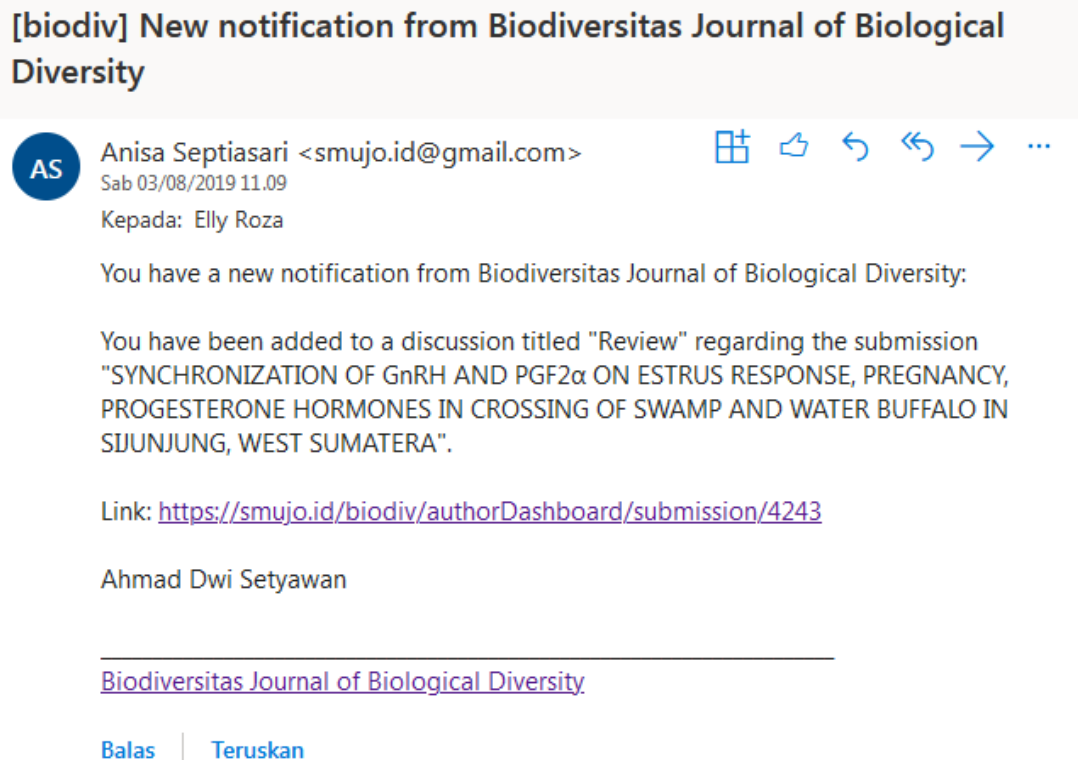 [biodiv] New notification from Biodiversitas Journal of Biological
Diversity
AS
Anisa Septiasari <smujo.id@gmail.com>
Sab 03/08/2019 11.09
Kepada: Elly Roza
You have a new notification from Biodiversitas Journal of Biological Diversity:
You have been added to a discussion titled "Review" regarding the submission
"SYNCHRONIZATION OF GnRH AND PGF2α ON ESTRUS RESPONSE, PREGNANCY,
PROGESTERONE HORMONES IN CROSSING OF SWAMP AND WATER BUFFALO IN
SIJUNJUNG, WEST SUMATERA".
Link: https://smujo.id/biodiv/authorDashboard/submission/4243
Ahmad Dwi Setyawan
Biodiversitas Journal of Biological Diversity
Balas | Teruskan